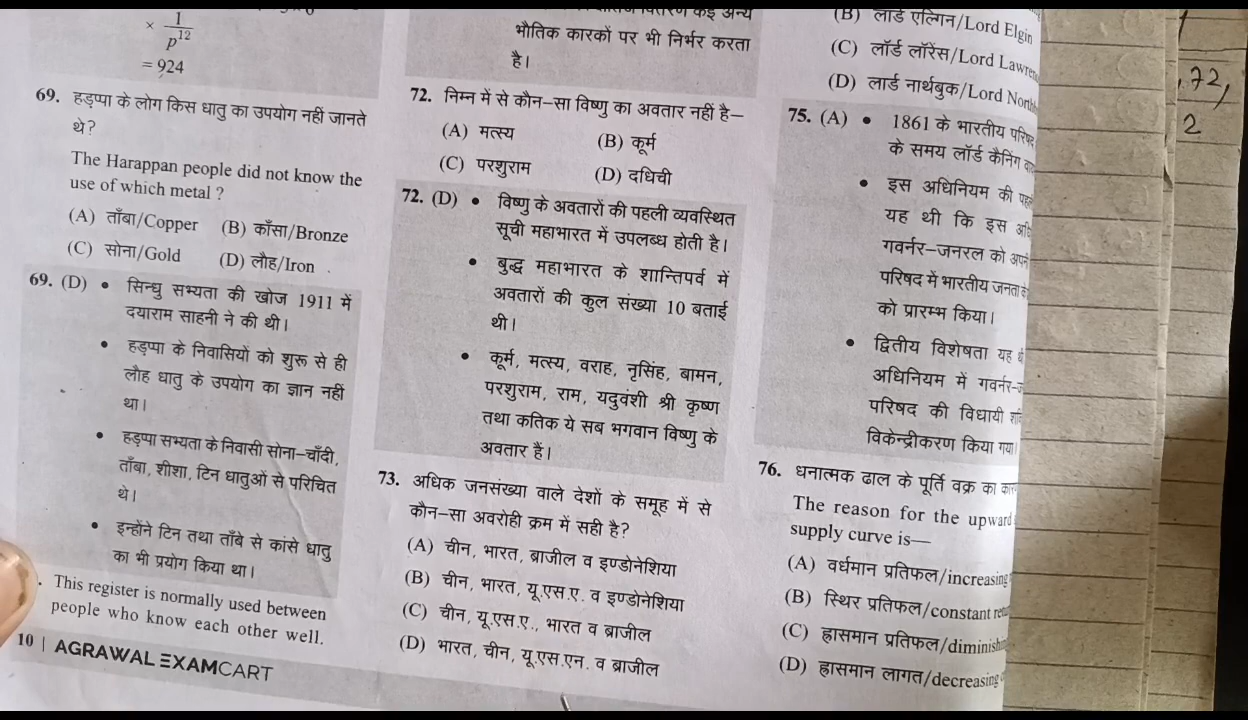 × 1/p¹²
= 924
69. हड़प्पा के लोग किस धातु का उपयोग नहीं जानते
थे?
The Harappan people did not know the
use of which metal ?
(A) ताँबा/Copper (B) काँसा/Bronze
(C) सोना/Gold (D) लौह/Iron
69. (D) • सिन्धु सभ्यता की खोज 1911 में
दयाराम साहनी ने की थी।
• हड़प्पा के निवासियों को शुरू से ही
लौह धातु के उपयोग का ज्ञान नहीं
था।
• हड़प्पा सभ्यता के निवासी सोना-चाँदी,
ताँबा, शीशा, टिन धातुओं से परिचित
थे।
• इन्होंने टिन तथा ताँबे से कांसे धातु
का भी प्रयोग किया था।
. This register is normally used between
people who know each other well.
10 | AGRAWAL EXAMCART
कई अन्य
भौतिक कारकों पर भी निर्भर करता
है।
72. निम्न में से कौन-सा विष्णु का अवतार नहीं है—
(A) मत्स्य (B) कूर्म
(C) परशुराम (D) दधिची
72. (D) • विष्णु के अवतारों की पहली व्यवस्थित
सूची महाभारत में उपलब्ध होती है।
• बुद्ध महाभारत के शान्तिपर्व में
अवतारों की कुल संख्या 10 बताई
थी।
• कूर्म, मत्स्य, वराह, नृसिंह, बामन,
परशुराम, राम, यदुवंशी श्री कृष्ण
तथा कतिक ये सब भगवान विष्णु के
अवतार हैं।
73. अधिक जनसंख्या वाले देशों के समूह में से
कौन-सा अवरोही क्रम में सही है?
(A) चीन, भारत, ब्राजील व इण्डोनेशिया
(B) चीन, भारत, यू.एस.ए. व इण्डोनेशिया
(C) चीन, यू.एस.ए., भारत व ब्राजील
(D) भारत, चीन, यू.एस.एन. व ब्राजील
(B) लॉर्ड एल्गिन/Lord Elgin
(C) लॉर्ड लॉरेंस/Lord Lawren
(D) लार्ड नार्थबुक/Lord North
75. (A) • 1861 के भारतीय परिषद
के समय लॉर्ड कैनिंग
• इस अधिनियम की
यह थी कि इस
गवर्नर-जनरल को अपनी
परिषद में भारतीय जनता
को प्रारम्भ किया।
• द्वितीय विशेषता यह
अधिनियम में गवर्नर-
परिषद की विधायी
विकेन्द्रीकरण किया गया।
76. धनात्मक ढाल के पूर्ति वक्र का
The reason for the upward
supply curve is—
(A) वर्धमान प्रतिफल/increasing
(B) स्थिर प्रतिफल/constant
(C) ह्रासमान प्रतिफल/diminish
(D) ह्रासमान लागत/decreasing
72,
2